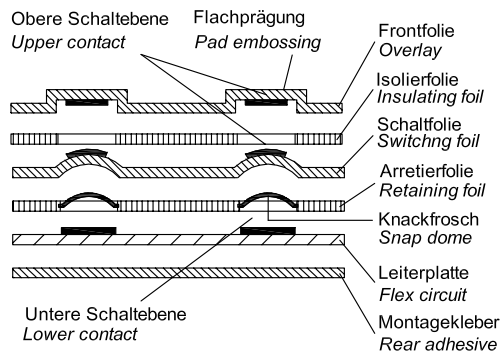 Obere Schaltebene
Upper contact
Flachprägung
Pad embossing
Frontfolie
Overlay
Isolierfolie
Insulating foil
Schaltfolie
Switchng foil
Arretierfolie
Retaining foil
Knackfrosch
Snap dome
Leiterplatte
Flex circuit
Montagekleber
Rear adhesive
Untere Schaltebene
Lower contact